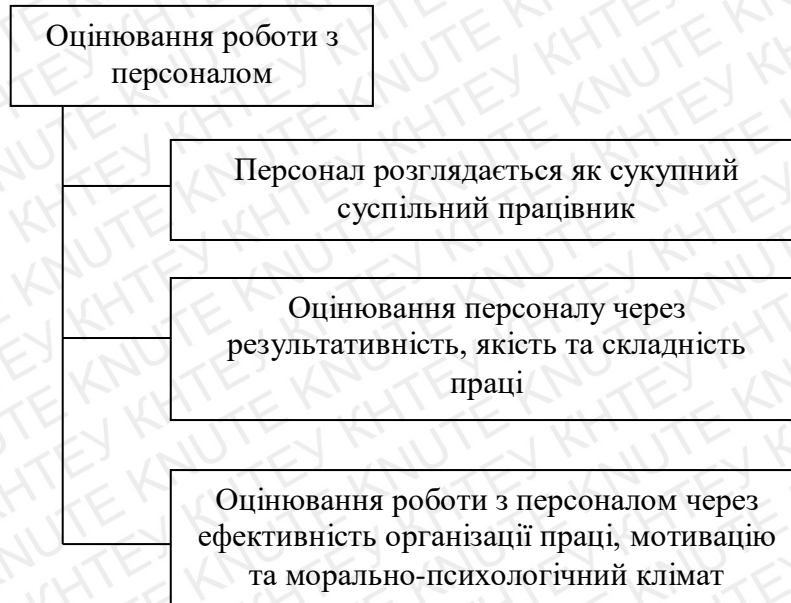 Оцінювання роботи з
персоналом
Персонал розглядається як сукупний
суспільний працівник
Оцінювання персоналу через
результативність, якість та складність
праці
Оцінювання роботи з персоналом через
ефективність організації праці, мотивацію
та морально-психологічний клімат